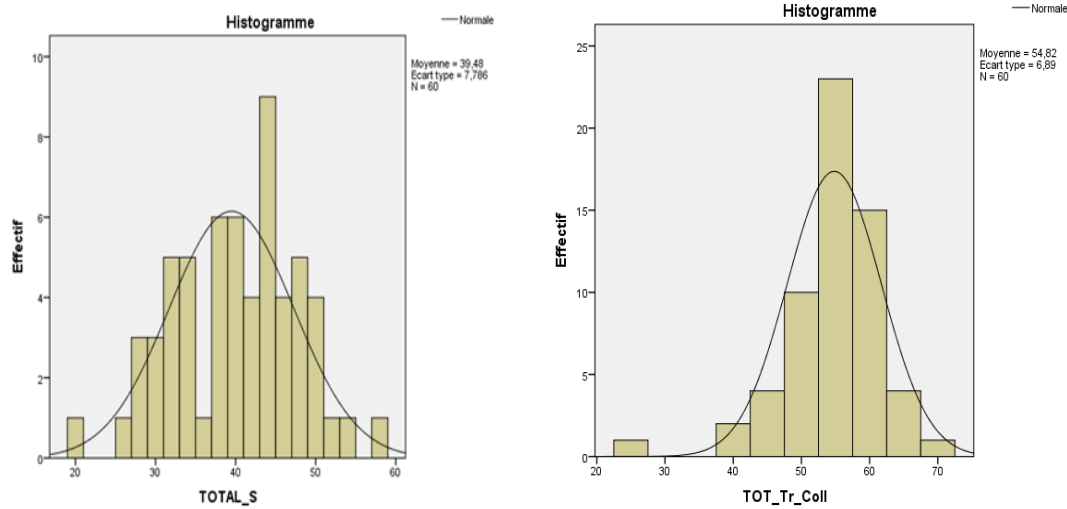 Histogramme
Normale
Moyenne = 39,48
Ecart type = 7,786
N = 60
Effectif
10
8
6
4
2
0
20 30 40 50 60
TOTAL_S
Histogramme
Normale
Moyenne = 54,82
Ecart type = 6,89
N = 60
Effectif
25
20
15
10
5
0
20 30 40 50 60 70
TOT_Tr_Coll